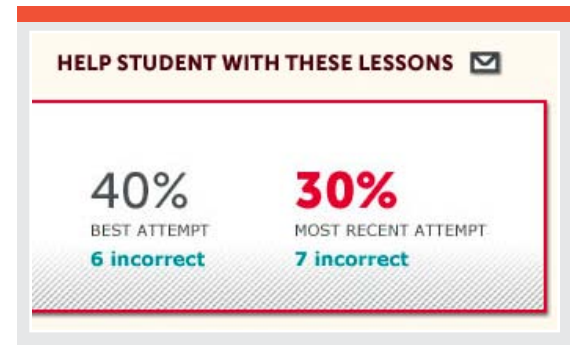 HELP STUDENT WITH THESE LESSONS
40%
BEST ATTEMPT
6 incorrect
30%
MOST RECENT ATTEMPT
7 incorrect